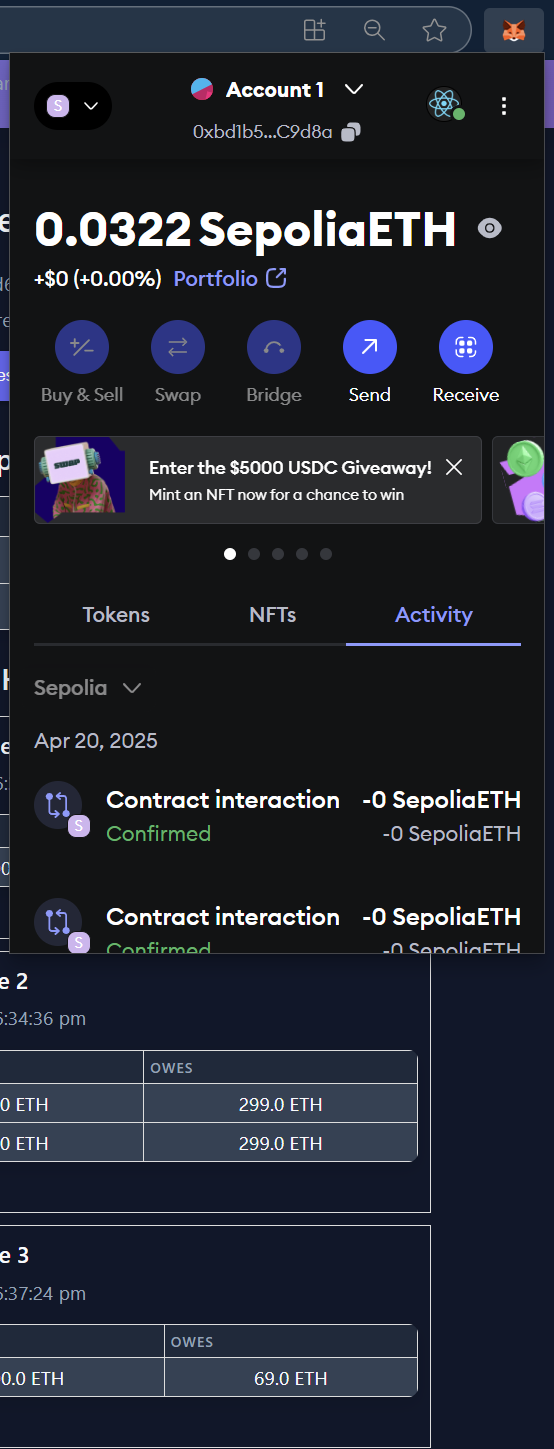 S
Account 1
0xbd1b5...C9d8a
0.0322 SepoliaETH
+$0 (+0.00%) Portfolio
Buy & Sell Swap Bridge Send Receive
SWAP
Enter the $5000 USDC Giveaway!
Mint an NFT now for a chance to win
Tokens NFTs Activity
Sepolia
Apr 20, 2025
Contract interaction -0 SepoliaETH
S Confirmed -0 SepoliaETH
Contract interaction -0 SepoliaETH
S Confirmed -0 SepoliaETH
e 2
:34:36 pm
OWES
0 ETH 299.0 ETH
0 ETH 299.0 ETH
e 3
:37:24 pm
OWES
0.0 ETH 69.0 ETH